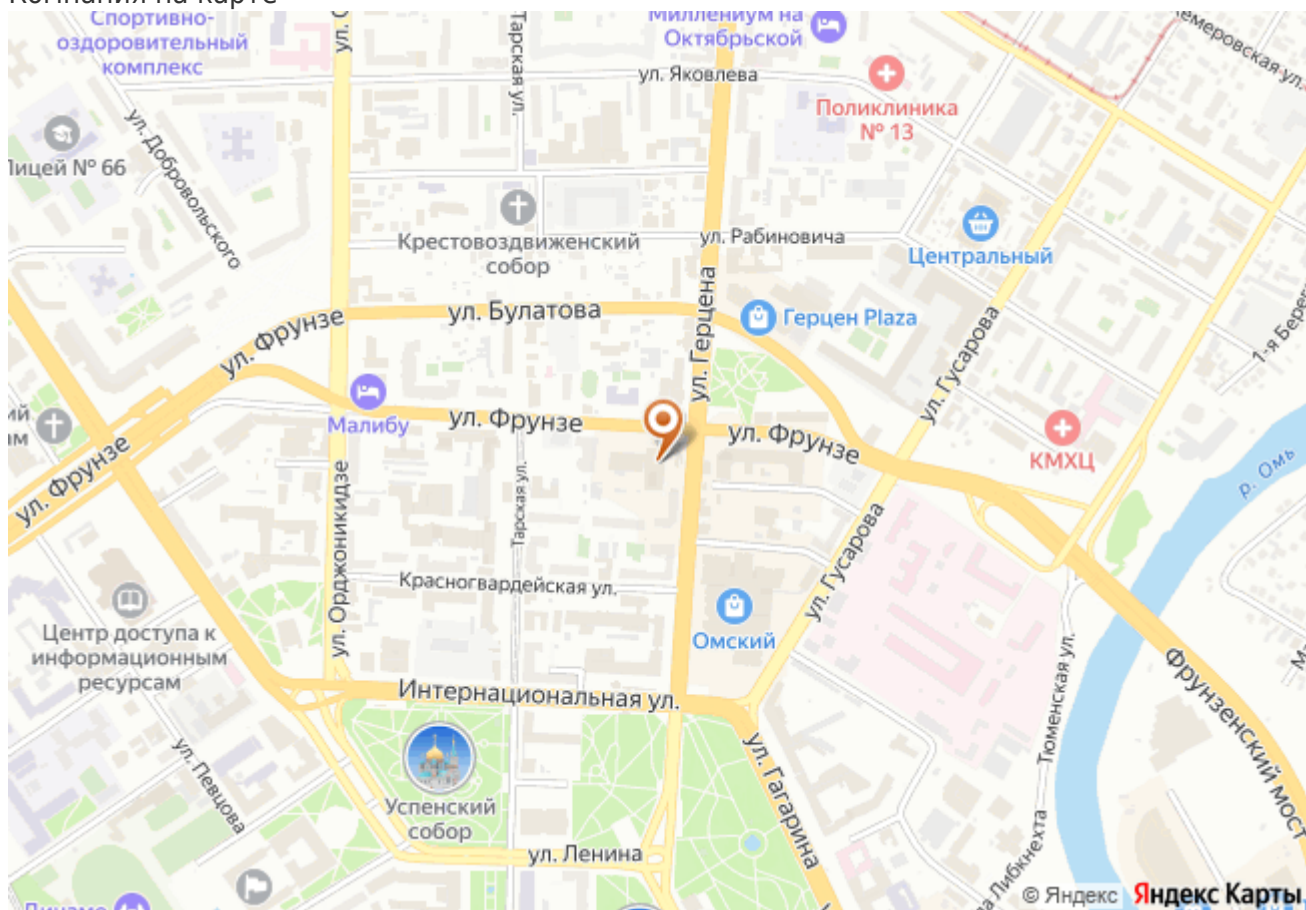 Компания на карте
Спортивно-
оздоровительный
комплекс
Тарская ул.
Миллениум на
Октябрьской
Кемеровская ул.
ул. Яковлева
Поликлиника
№ 13
Лицей № 66
ул. Добровольского
Крестовоздвиженский
собор
ул. Рабиновича
Центральный
ул. Булатова
ул. Герцена
Герцен Plaza
ул. Фрунзе
ул. Гусарова
Малибу
ул. Фрунзе
ул. Фрунзе
КМХЦ
ул. Фрунзе
р. Омь
Тарская ул.
ул. Орджоникидзе
ул. Гусарова
Красногвардейская ул.
Омский
Центр доступа к
информационным
ресурсам
Интернациональная ул.
Тюменская ул.
Фрунзенский мост
ул. Певцова
ул. Гагарина
Успенский
собор
ул. Ленина
© Яндекс Яндекс Карты